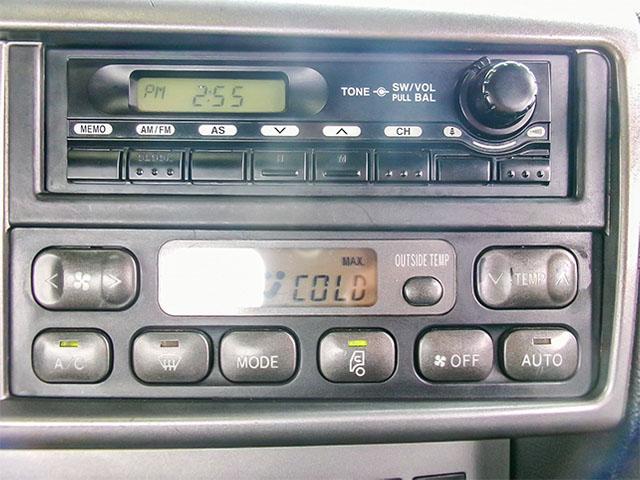 PM 2:55
TONE SW/VOL
PULL BAL
MEMO AM/FM AS CH
MAX
COLD
OUTSIDE TEMP
TEMP
A/C MODE OFF AUTO